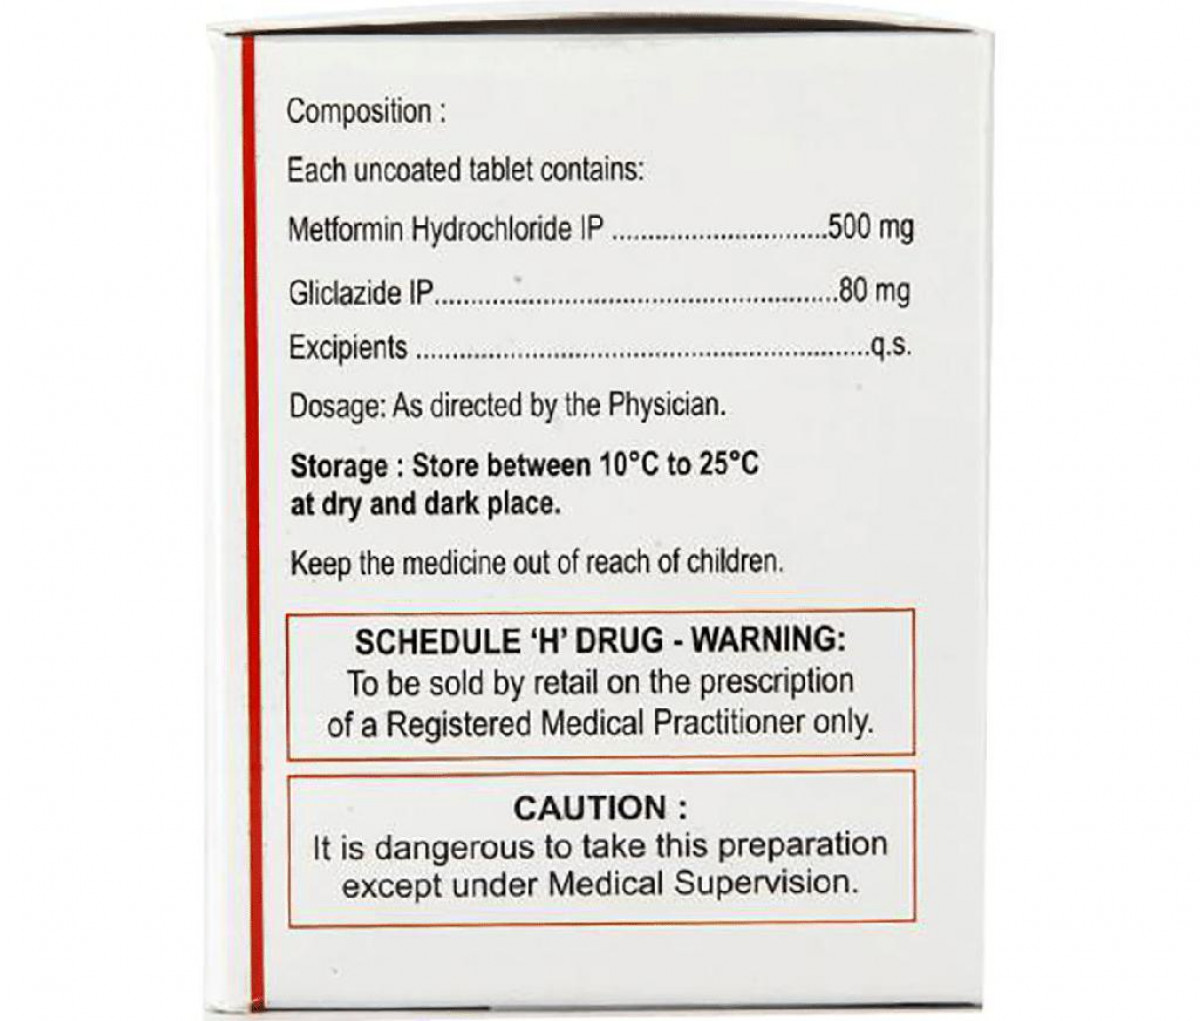 Composition :
Each uncoated tablet contains:
Metformin Hydrochloride IP ..............................500 mg
Gliclazide IP........................................................80 mg
Excipients ...............................................................q.s.
Dosage: As directed by the Physician.
Storage : Store between 10°C to 25°C
at dry and dark place.
Keep the medicine out of reach of children.
SCHEDULE ‘H’ DRUG - WARNING:
To be sold by retail on the prescription
of a Registered Medical Practitioner only.
CAUTION :
It is dangerous to take this preparation
except under Medical Supervision.